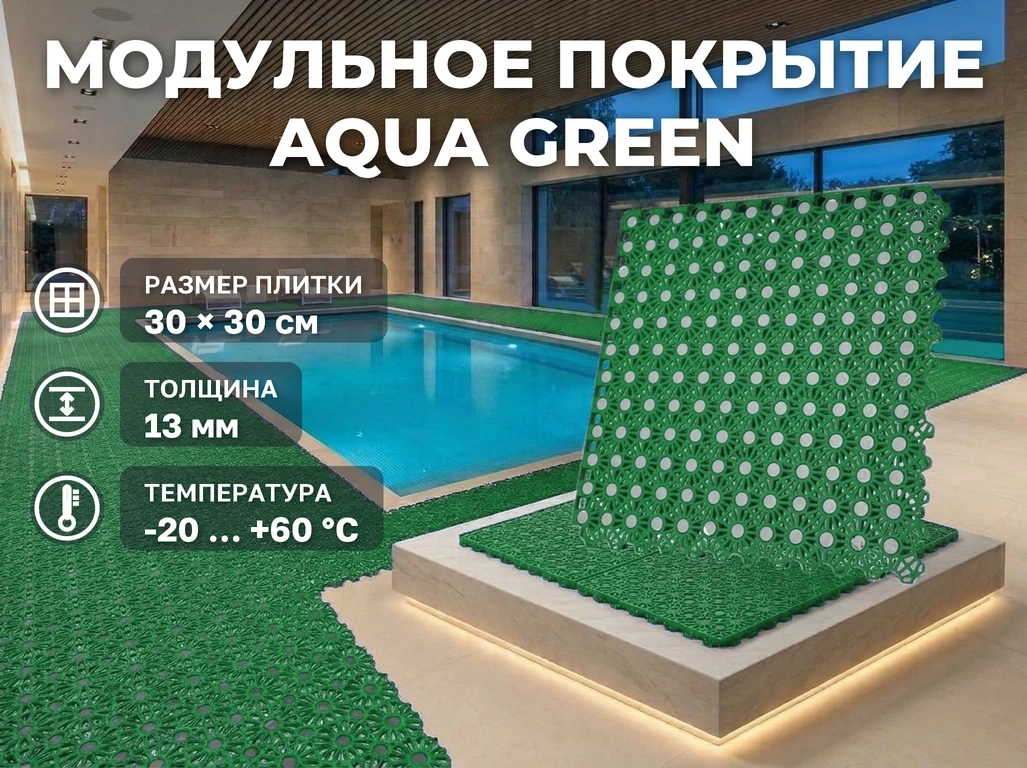 МОДУЛЬНОЕ ПОКРЫТИЕ
AQUA GREEN
РАЗМЕР ПЛИТКИ
30 × 30 см
ТОЛЩИНА
13 мм
ТЕМПЕРАТУРА
-20 ... +60 °C